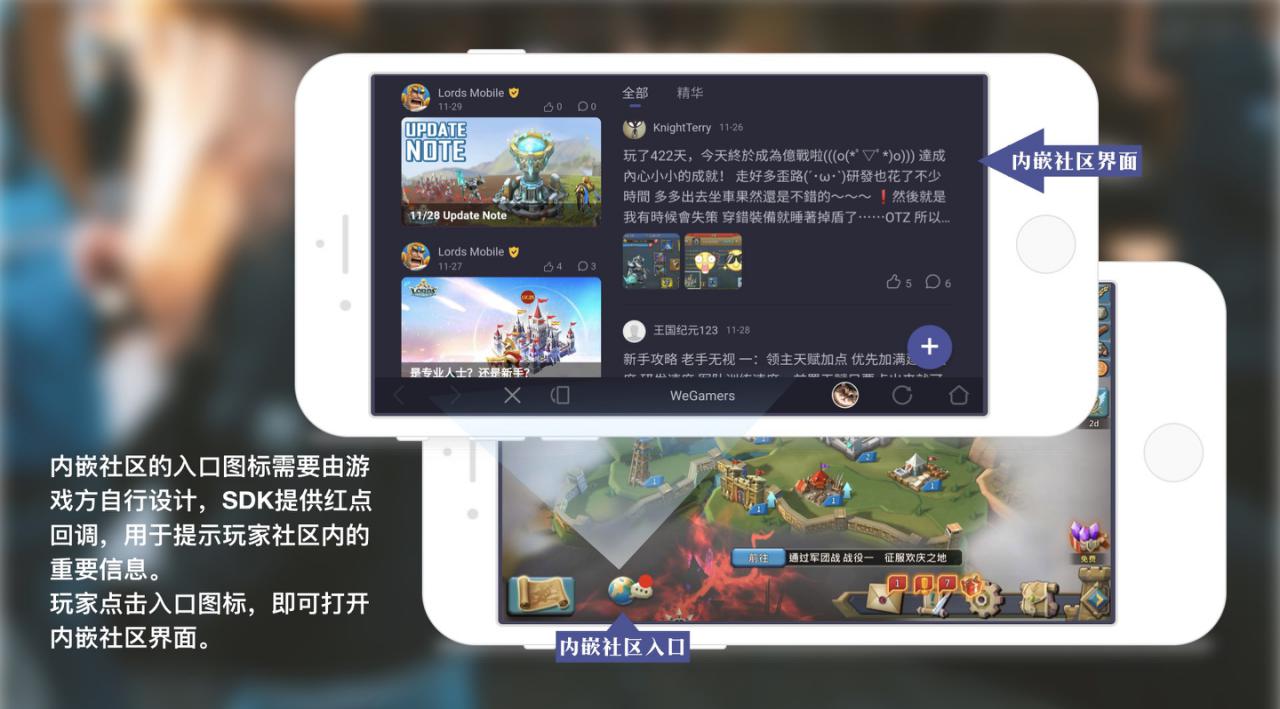 Lords Mobile
11-29
0
0
UPDATE
NOTE
11/28 Update Note
Lords Mobile
11-27
4
3
LORDS
是专业人士？还是新手？
全部
精华
KnightTerry 11-26
玩了422天，今天終於成為億戰啦(((o(*ﾟ▽ﾟ*)o))) 達成
內心小小的成就！ 走好多歪路(´･ω･`)研發也花了不少
時間 多多出去坐車果然還是不錯的～～～ ❗然後就是
我有時候會失策 穿錯裝備就睡著掉盾了⋯⋯OTZ 所以...
5
6
王国纪元123 11-28
新手攻略 老手无视 一：领主天赋加点 优先加满
WeGamers
内嵌社区界面
2d
1
2
1
1
1
免费
前往
通过军团战 战役一 征服欢庆之地
1
7
内嵌社区入口
内嵌社区的入口图标需要由游
戏方自行设计，SDK提供红点
回调，用于提示玩家社区内的
重要信息。
玩家点击入口图标，即可打开
内嵌社区界面。